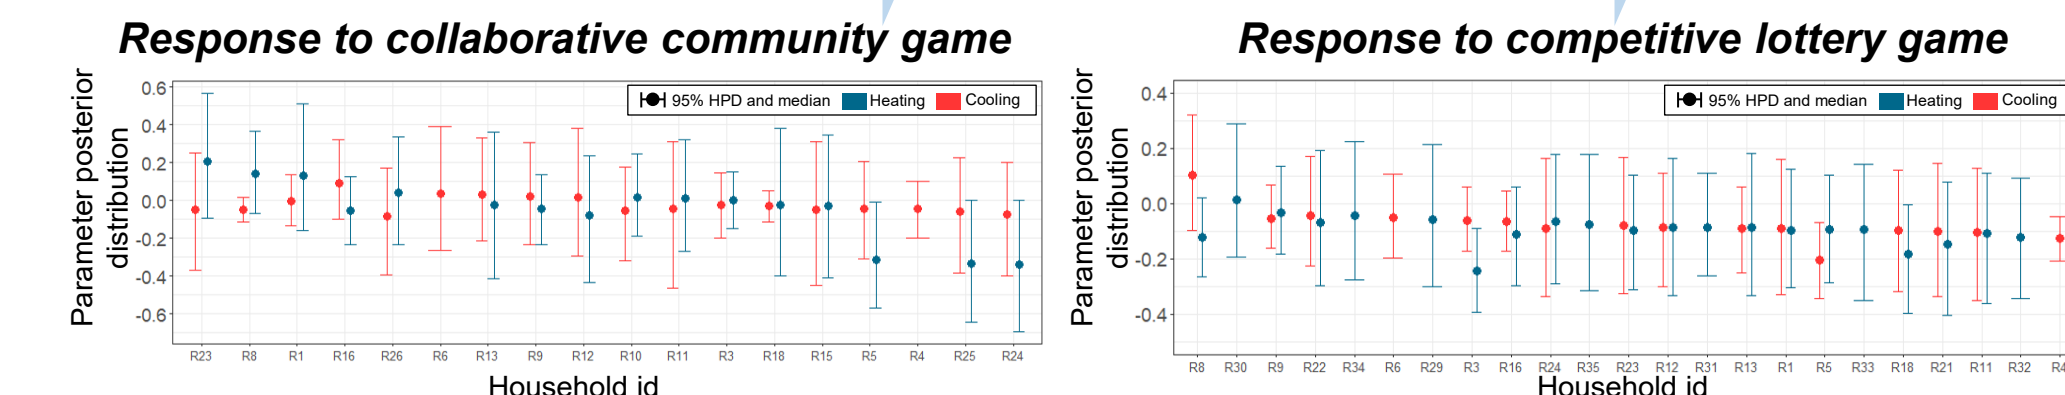 Response to collaborative community game
Parameter posterior
distribution
0.6
0.4
0.2
0.0
-0.2
-0.4
-0.6
95% HPD and median Heating Cooling
R23 R8 R1 R16 R26 R6 R13 R9 R12 R10 R11 R3 R18 R15 R5 R4 R25 R24
Household id
Response to competitive lottery game
Parameter posterior
distribution
0.4
0.2
0.0
-0.2
-0.4
95% HPD and median Heating Cooling
R8 R30 R9 R22 R34 R6 R29 R3 R16 R24 R35 R23 R12 R31 R13 R1 R5 R33 R18 R21 R11 R32 R4
Household id